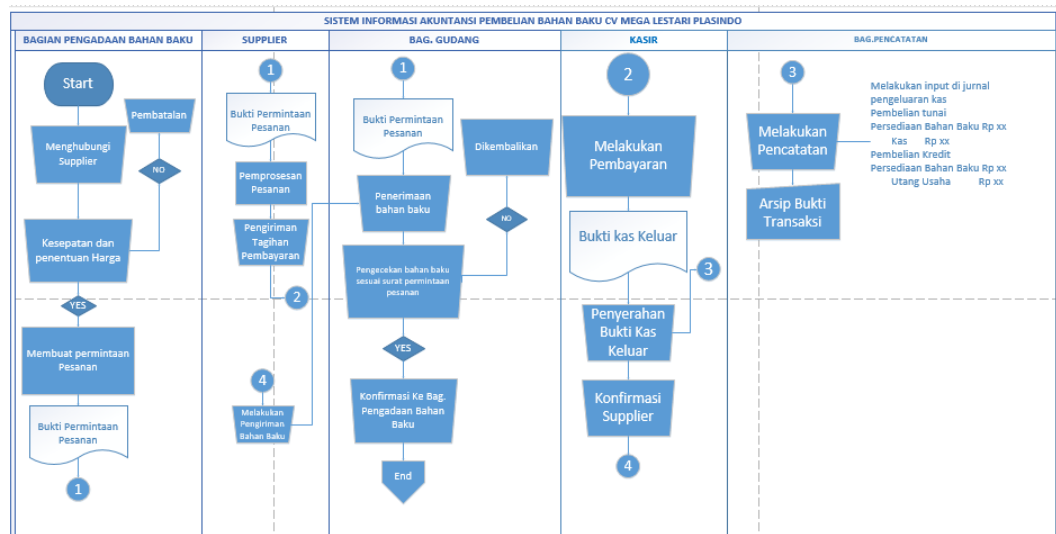 SISTEM INFORMASI AKUNTANSI PEMBELIAN BAHAN BAKU CV MEGA LESTARI PLASINDO
BAGIAN PENGADAAN BAHAN BAKU
Start
Pembatalan
Menghubungi
Supplier
NO
Kesepatan dan
penentuan Harga
YES
Membuat permintaan
Pesanan
Bukti Permintaan
Pesanan
1
SUPPLIER
1
Bukti Permintaan
Pesanan
Pemprosesan
Pesanan
Pengiriman
Tagihan
Pembayaran
2
4
Melakukan
Pengiriman
Bahan Baku
BAG. GUDANG
1
Bukti Permintaan
Pesanan
Dikembalikan
Penerimaan
bahan baku
NO
Pengecekan bahan baku
sesuai surat permintaan
pesanan
YES
Konfirmasi Ke Bag.
Pengadaan Bahan
Baku
End
KASIR
2
Melakukan
Pembayaran
Bukti kas Keluar
3
Penyerahan
Bukti Kas
Keluar
Konfirmasi
Supplier
4
BAG.PENCATATAN
3
Melakukan
Pencatatan
Arsip Bukti
Transaksi
Melakukan input di jurnal
pengeluaran kas
Pembelian tunai
Persediaan Bahan Baku Rp xx
Kas Rp xx
Pembelian Kredit
Persediaan Bahan Baku Rp xx
Utang Usaha Rp xx